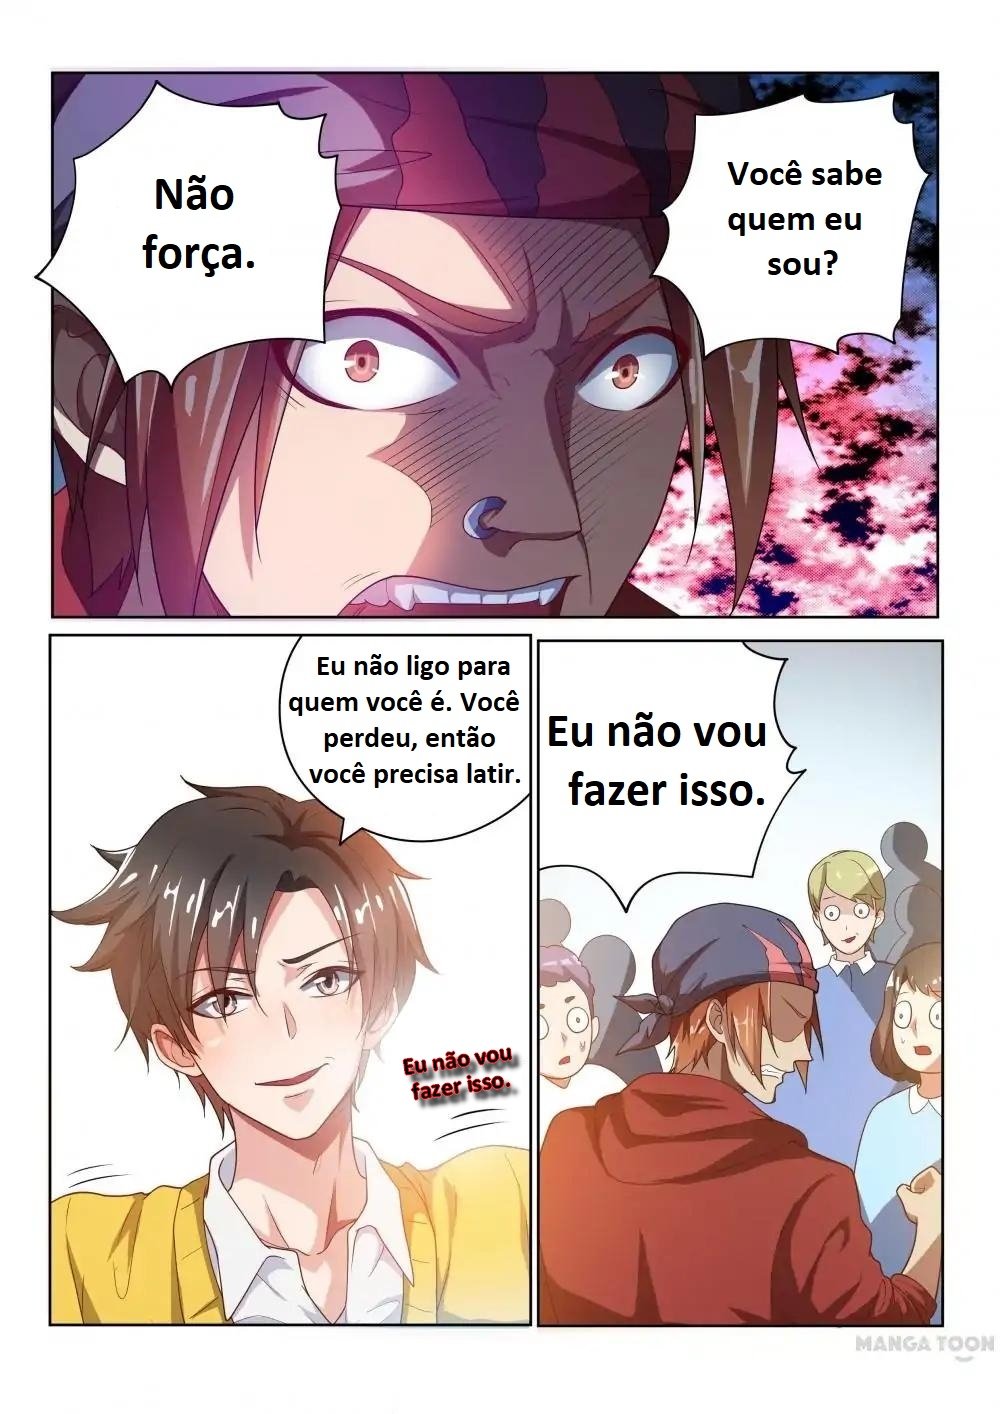 Não
força.
Você sabe
quem eu
sou?
Eu não ligo para
quem você é. Você
perdeu, então
você precisa latir.
Eu não vou
fazer isso.
Eu não vou
fazer isso.
MANGA TOON